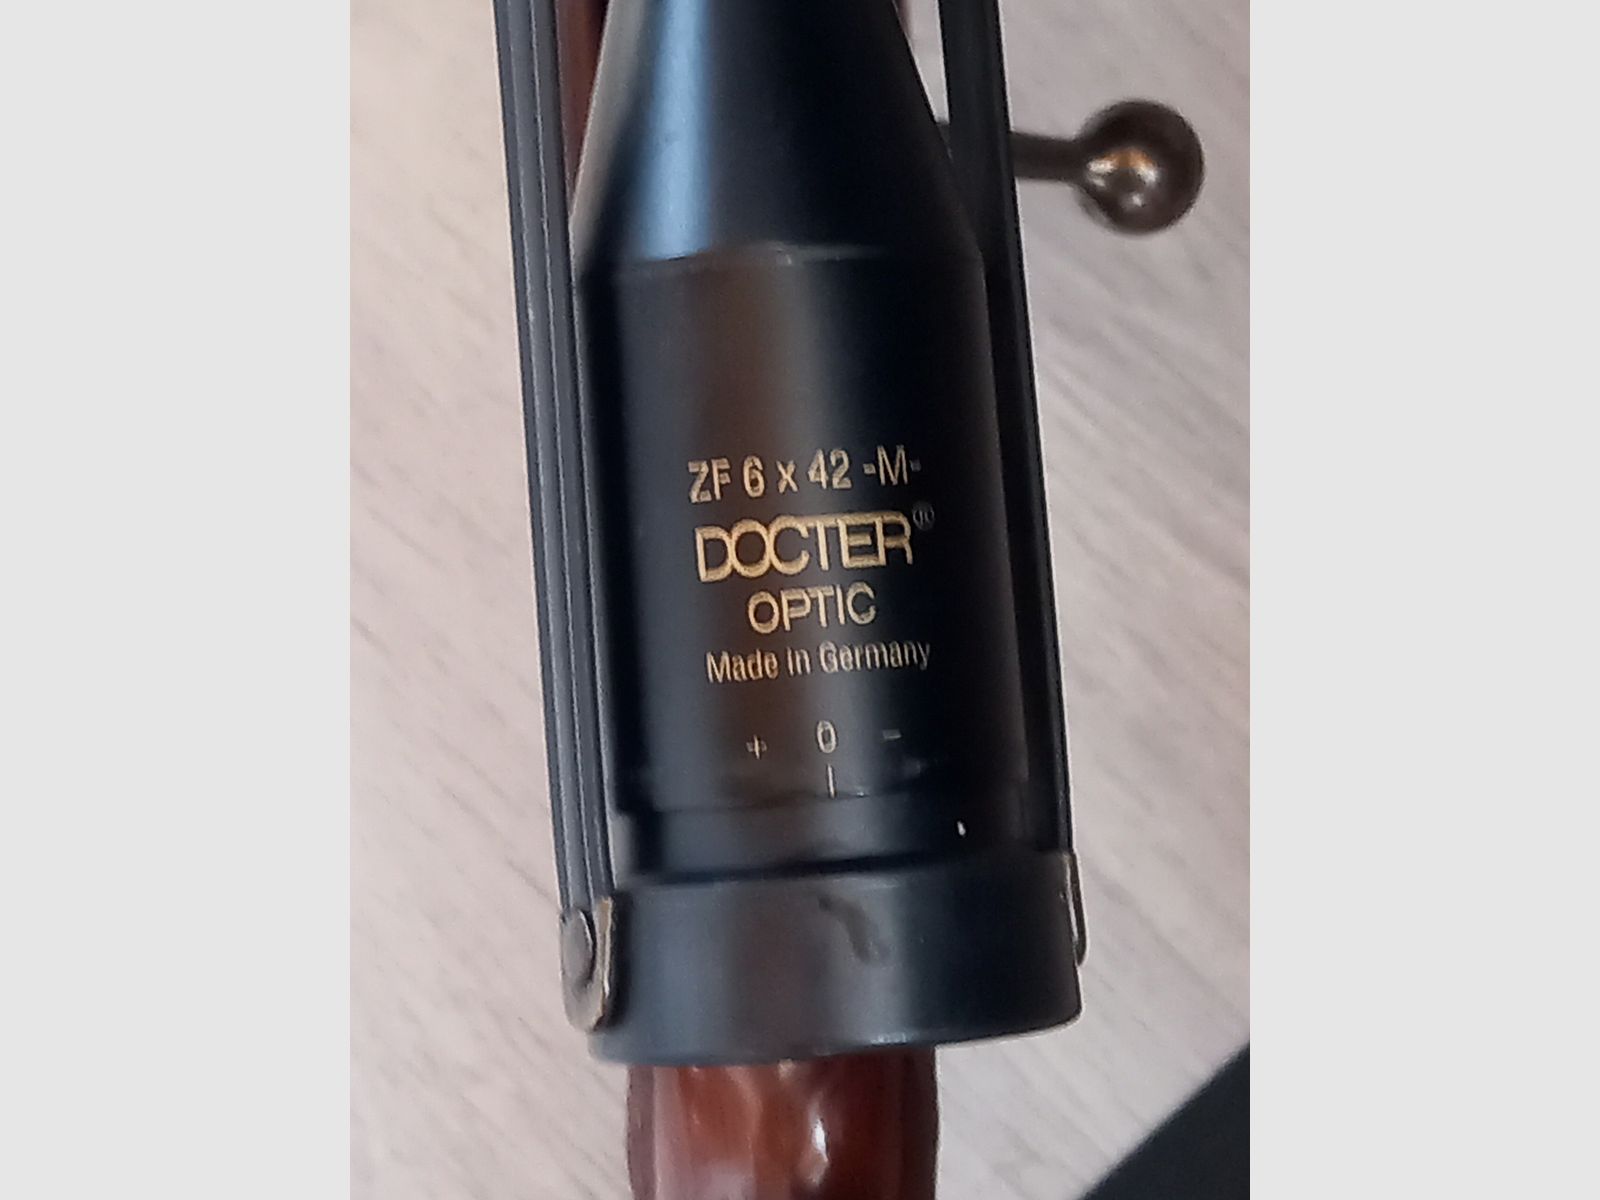 ZF 6 x 42 -M-
DOCTER®
OPTIC
Made in Germany
+ 0 -